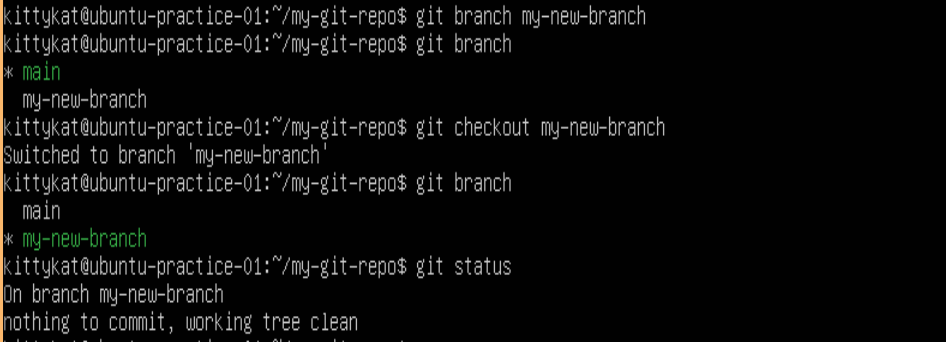 kittykat@ubuntu-practice-01:~/my-git-repo$ git branch my-new-branch
kittykat@ubuntu-practice-01:~/my-git-repo$ git branch
* main
  my-new-branch
kittykat@ubuntu-practice-01:~/my-git-repo$ git checkout my-new-branch
Switched to branch 'my-new-branch'
kittykat@ubuntu-practice-01:~/my-git-repo$ git branch
  main
* my-new-branch
kittykat@ubuntu-practice-01:~/my-git-repo$ git status
On branch my-new-branch
nothing to commit, working tree clean